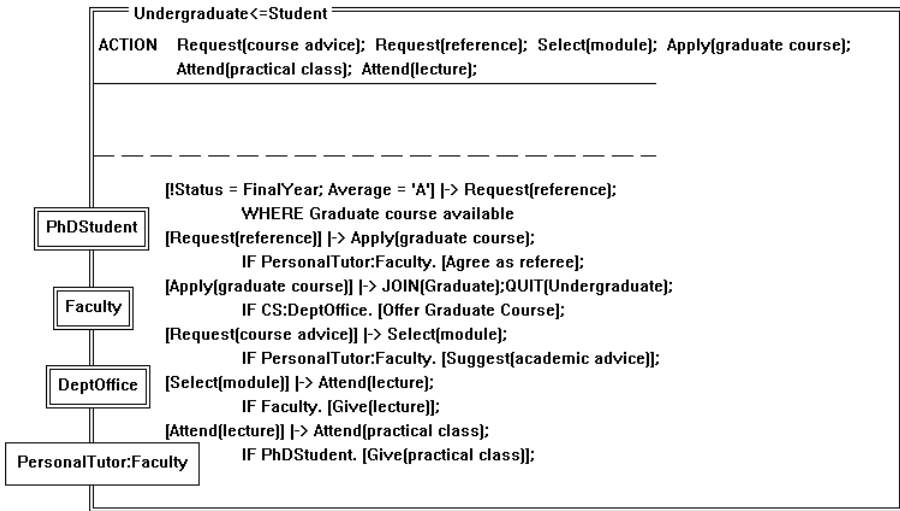 Undergraduate<=Student
ACTION Request(course advice); Request(reference); Select(module); Apply(graduate course);
Attend(practical class); Attend(lecture);
[!Status = FinalYear; Average = 'A'] |-> Request(reference);
WHERE Graduate course available
PhDStudent
[Request(reference)] |-> Apply(graduate course);
IF PersonalTutor:Faculty. [Agree as referee];
[Apply(graduate course)] |-> JOIN(Graduate);QUIT(Undergraduate);
Faculty
IF CS:DeptOffice. [Offer Graduate Course];
[Request(course advice)] |-> Select(module);
IF PersonalTutor:Faculty. [Suggest(academic advice)];
DeptOffice
[Select(module)] |-> Attend(lecture);
IF Faculty. [Give(lecture)];
[Attend(lecture)] |-> Attend(practical class);
PersonalTutor:Faculty
IF PhDStudent. [Give(practical class)];